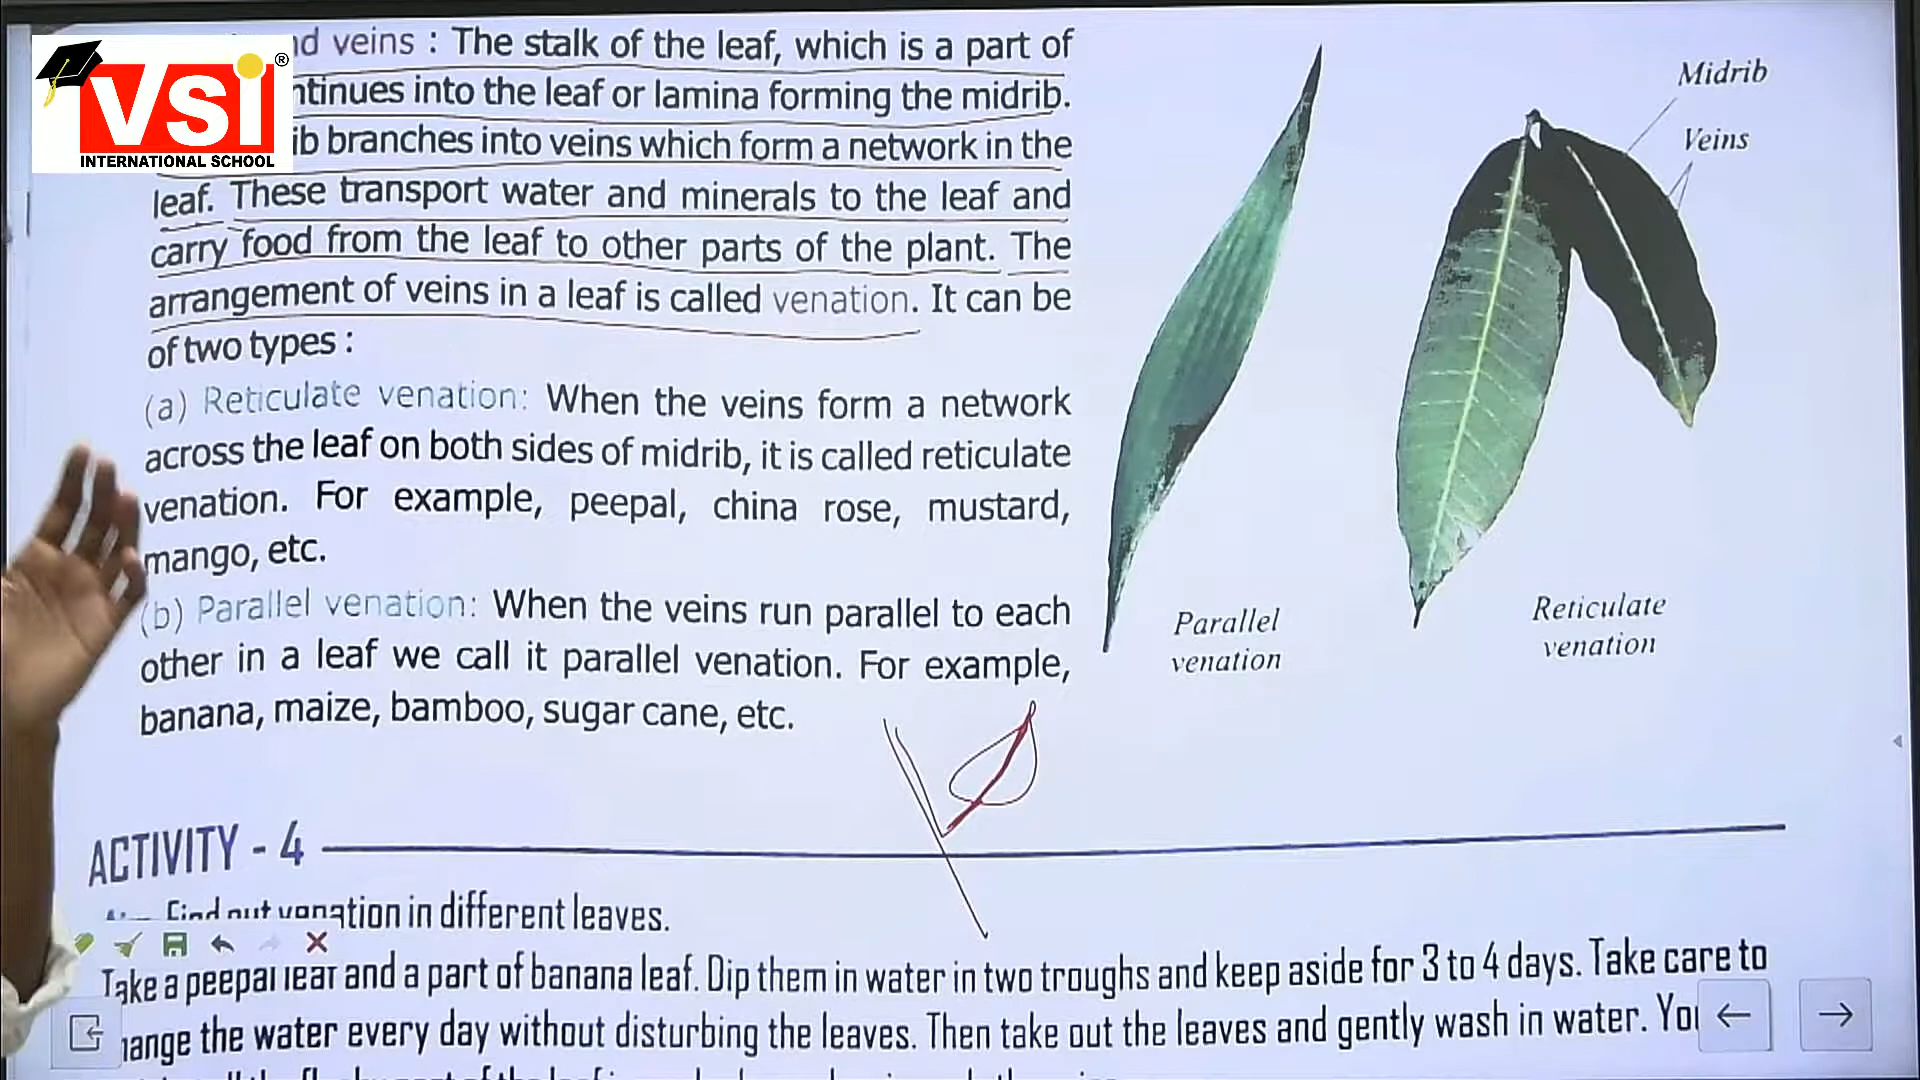 VSI
®
INTERNATIONAL SCHOOL
nd veins : The stalk of the leaf, which is a part of
ntinues into the leaf or lamina forming the midrib.
ib branches into veins which form a network in the
leaf. These transport water and minerals to the leaf and
carry food from the leaf to other parts of the plant. The
arrangement of veins in a leaf is called venation. It can be
of two types :
(a) Reticulate venation: When the veins form a network
across the leaf on both sides of midrib, it is called reticulate
venation. For example, peepal, china rose, mustard,
mango, etc.
(b) Parallel venation: When the veins run parallel to each
other in a leaf we call it parallel venation. For example,
banana, maize, bamboo, sugar cane, etc.
Midrib
Veins
Parallel
venation
Reticulate
venation
ACTIVITY - 4
Find out venation in different leaves.
Take a peepal leaf and a part of banana leaf. Dip them in water in two troughs and keep aside for 3 to 4 days. Take care to
hange the water every day without disturbing the leaves. Then take out the leaves and gently wash in water. You